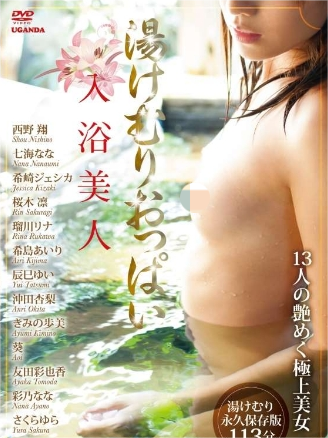 DVD
VIDEO
UGANDA
湯けむりおっぱい
入浴美人
西野 翔
Shou Nishino
七海なな
Nana Nanaumi
希崎ジェシカ
Jessica Kizaki
桜木 凛
Rin Sakuragi
瑠川リナ
Rina Rukawa
希島あいり
Airi Kijima
辰巳ゆい
Yui Tatsumi
沖田杏梨
Anri Okita
きみの歩美
Ayumi Kimino
葵
Aoi
友田彩也香
Ayaka Tomoda
彩乃なな
Nana Ayano
さくらゆら
Yura Sakura
13人の艶めく極上美女
湯けむり
永久保存版
113分